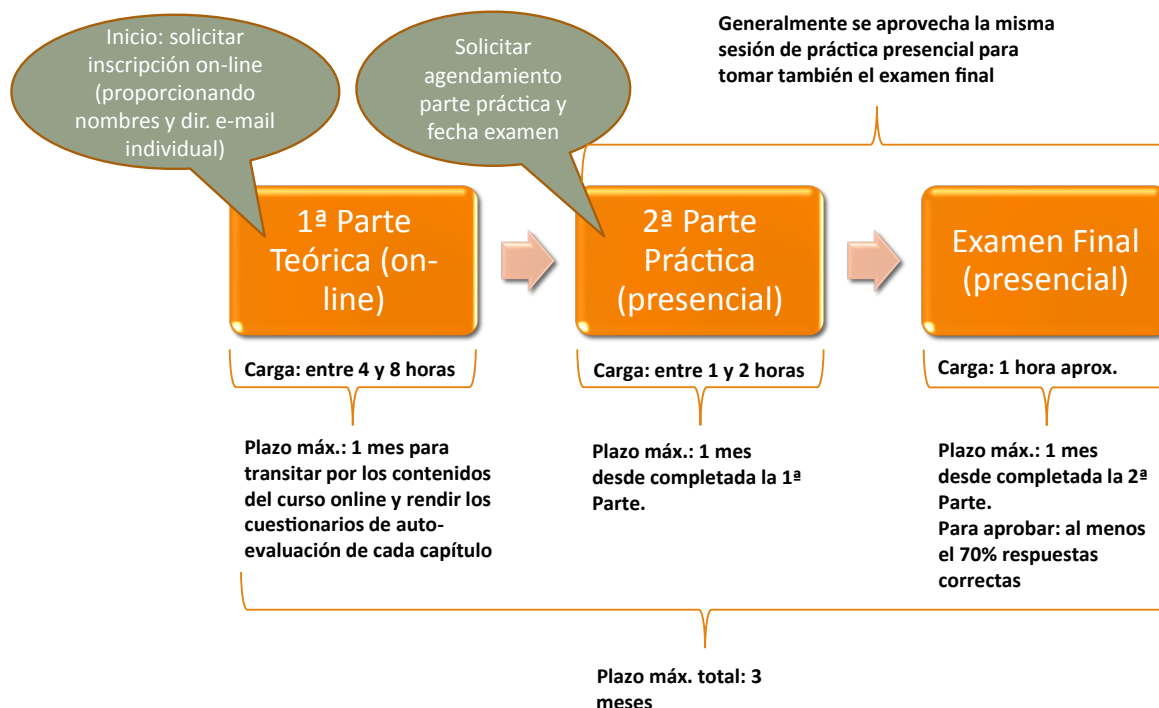 Inicio: solicitar
inscripción on-line
(proporcionando
nombres y dir. e-mail
individual)
Solicitar
agendamiento
parte práctica y
fecha examen
Generalmente se aprovecha la misma
sesión de práctica presencial para
tomar también el examen final
1ª Parte
Teórica (on-
line)
2ª Parte
Práctica
(presencial)
Examen Final
(presencial)
Carga: entre 4 y 8 horas
Carga: entre 1 y 2 horas
Carga: 1 hora aprox.
Plazo máx.: 1 mes para
transitar por los contenidos
del curso online y rendir los
cuestionarios de auto-
evaluación de cada capítulo
Plazo máx.: 1 mes
desde completada la 1ª
Parte.
Plazo máx.: 1 mes
desde completada la 2ª
Parte.
Para aprobar: al menos
el 70% respuestas
correctas
Plazo máx. total: 3
meses